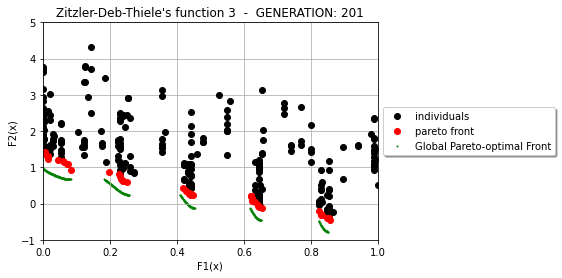 Zitzler-Deb-Thiele's function 3 - GENERATION: 201
5
4
3
2
1
0
−1
F2(x)
individuals
pareto front
Global Pareto-optimal Front
0.0 0.2 0.4 0.6 0.8 1.0
F1(x)